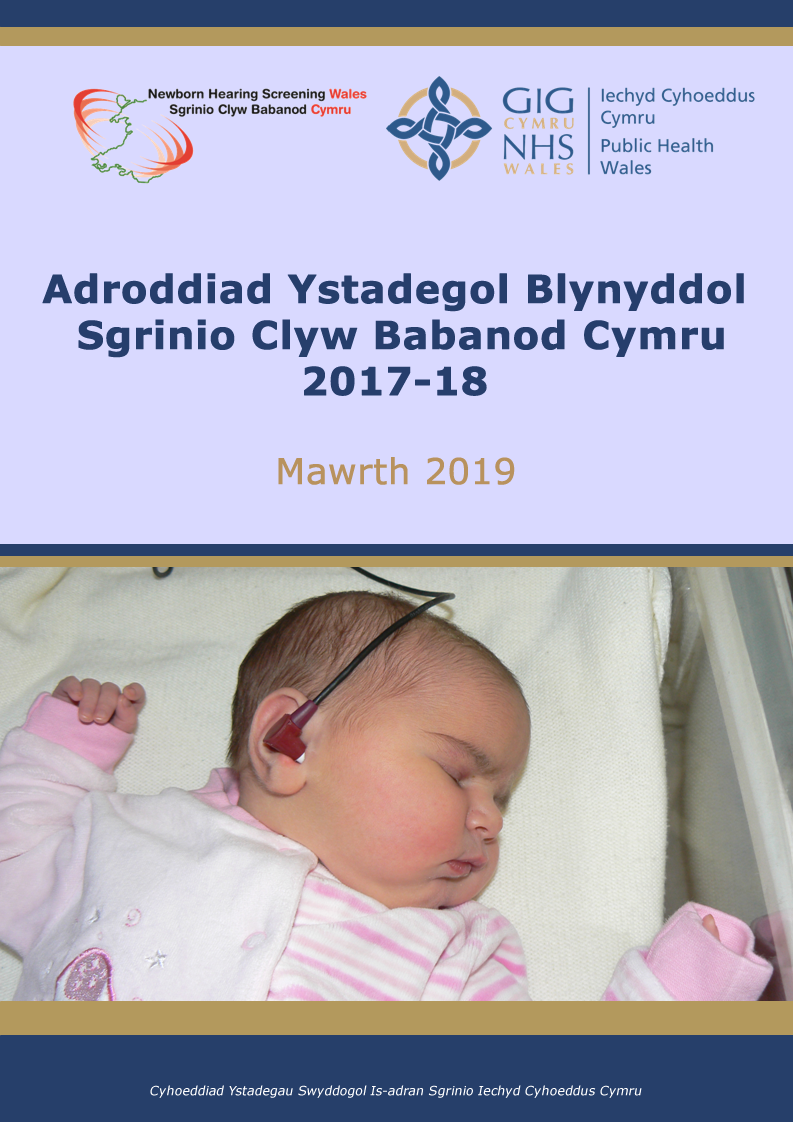 Newborn Hearing Screening Wales
Sgrinio Clyw Babanod Cymru
GIG
CYMRU
NHS
WALES
Iechyd Cyhoeddus
Cymru
Public Health
Wales
Adroddiad Ystadegol Blynyddol
Sgrinio Clyw Babanod Cymru
2017-18
Mawrth 2019
Cyhoeddiad Ystadegau Swyddogol Is-adran Sgrinio Iechyd Cyhoeddus Cymru